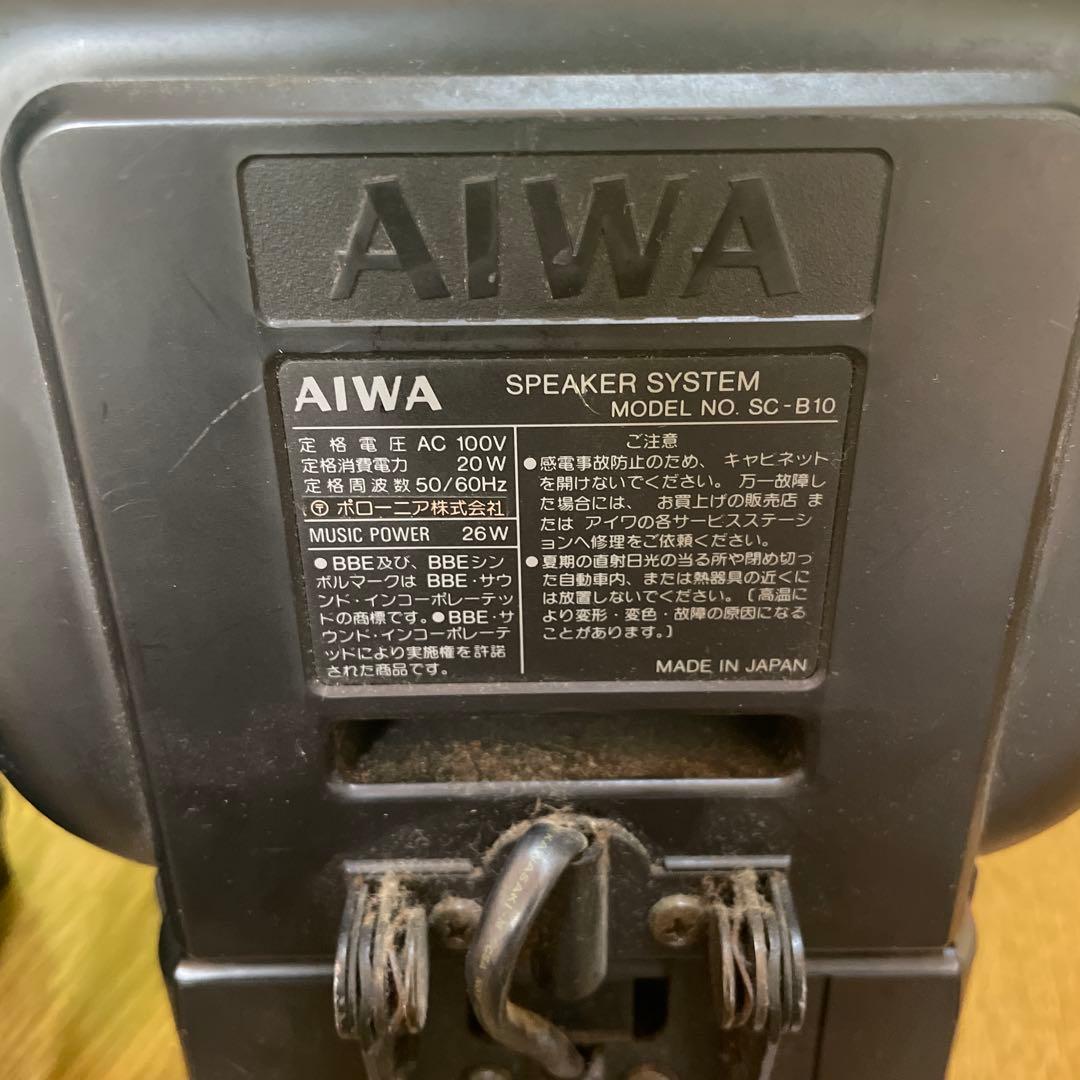 AIWA
AIWA
SPEAKER SYSTEM
MODEL NO. SC-B10
定格電圧 AC 100V
定格消費電力 20W
定格周波数 50/60Hz
〒 ポローニア株式会社
MUSIC POWER 26W
●BBE及び、BBEシン
ボルマークは BBE・サウ
ンド・インコーポレーテッ
ドの商標です。●BBE・サ
ウンド・インコーポレーテ
ッドにより実施権を許諾
された商品です。
ご注意
●感電事故防止のため、キャビネット
を開けないでください。万一故障し
た場合には、お買上げの販売店 ま
たは アイワの各サービスステーシ
ョンへ修理をご依頼ください。
●夏期の直射日光の当る所や閉め切っ
た自動車内、または熱器具の近くに
は放置しないでください。〔高温に
より変形・変色・故障の原因になる
ことがあります。〕
MADE IN JAPAN
KAWASAKI